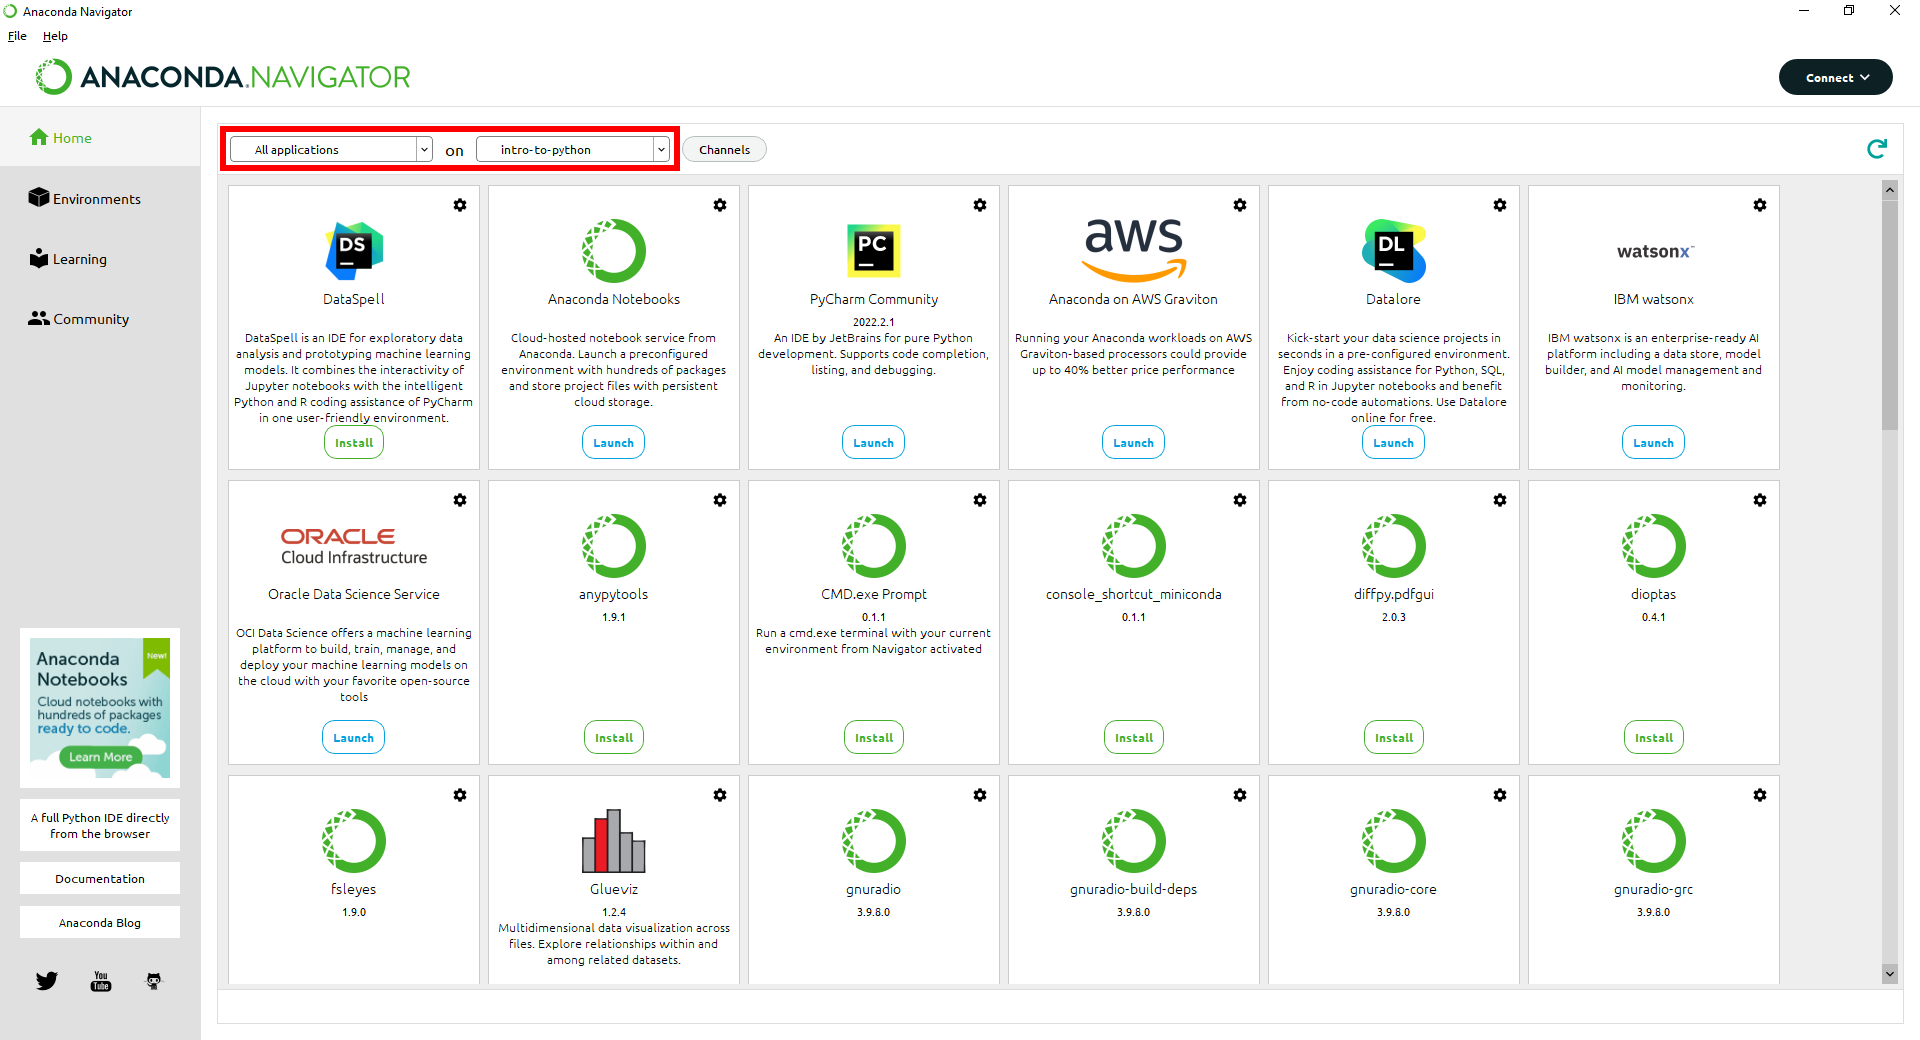 Anaconda Navigator
File Help
ANACONDA.NAVIGATOR
Connect
Home
Environments
Learning
Community
Anaconda
Notebooks
New!
Cloud notebooks with
hundreds of packages
ready to code.
Learn More
A full Python IDE directly
from the browser
Documentation
Anaconda Blog
You
Tube
All applications on intro-to-python Channels
DS
DataSpell
DataSpell is an IDE for exploratory data
analysis and prototyping machine learning
models. It combines the interactivity of
Jupyter notebooks with the intelligent
Python and R coding assistance of PyCharm
in one user-friendly environment.
Install
Anaconda Notebooks
Cloud-hosted notebook service from
Anaconda. Launch a preconfigured
environment with hundreds of packages
and store project files with persistent
cloud storage.
Launch
PC
PyCharm Community
2022.2.1
An IDE by JetBrains for pure Python
development. Supports code completion,
listing, and debugging.
Launch
aws
Anaconda on AWS Graviton
Running your Anaconda workloads on AWS
Graviton-based processors could provide
up to 40% better price performance
Launch
DL
Datalore
Kick-start your data science projects in
seconds in a pre-configured environment.
Enjoy coding assistance for Python, SQL,
and R in Jupyter notebooks and benefit
from no-code automations. Use Datalore
online for free.
Launch
watsonx™
IBM watsonx
IBM watsonx is an enterprise-ready AI
platform including a data store, model
builder, and AI model management and
monitoring.
Launch
ORACLE
Cloud Infrastructure
Oracle Data Science Service
OCI Data Science offers a machine learning
platform to build, train, manage, and
deploy your machine learning models on
the cloud with your favorite open-source
tools
Launch
anypytools
1.9.1
Install
CMD.exe Prompt
0.1.1
Run a cmd.exe terminal with your current
environment from Navigator activated
Install
console_shortcut_miniconda
0.1.1
Install
diffpy.pdfgui
2.0.3
Install
dioptas
0.4.1
Install
fsleyes
1.9.0
Glueviz
1.2.4
Multidimensional data visualization across
files. Explore relationships within and
among related datasets.
gnuradio
3.9.8.0
gnuradio-build-deps
3.9.8.0
gnuradio-core
3.9.8.0
gnuradio-grc
3.9.8.0